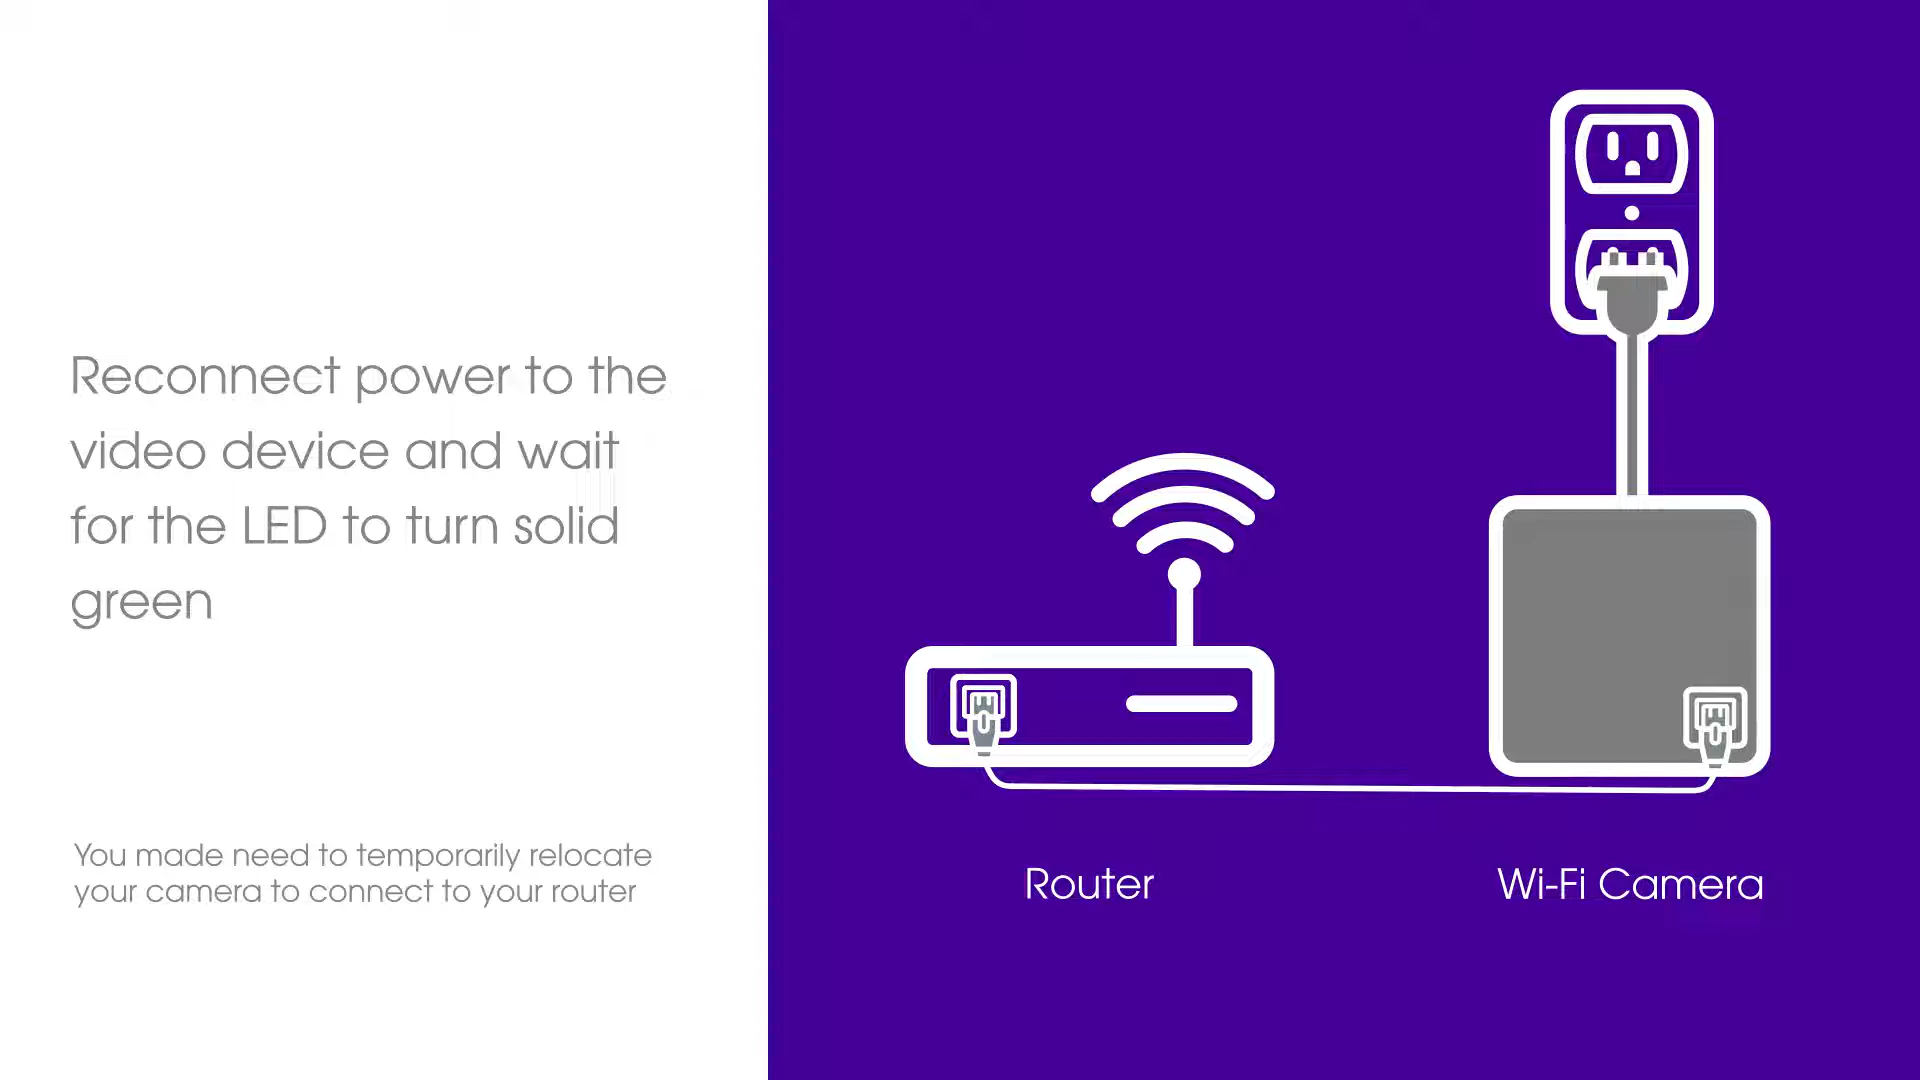 Reconnect power to the
video device and wait
for the LED to turn solid
green
You made need to temporarily relocate
your camera to connect to your router
Router
Wi-Fi Camera